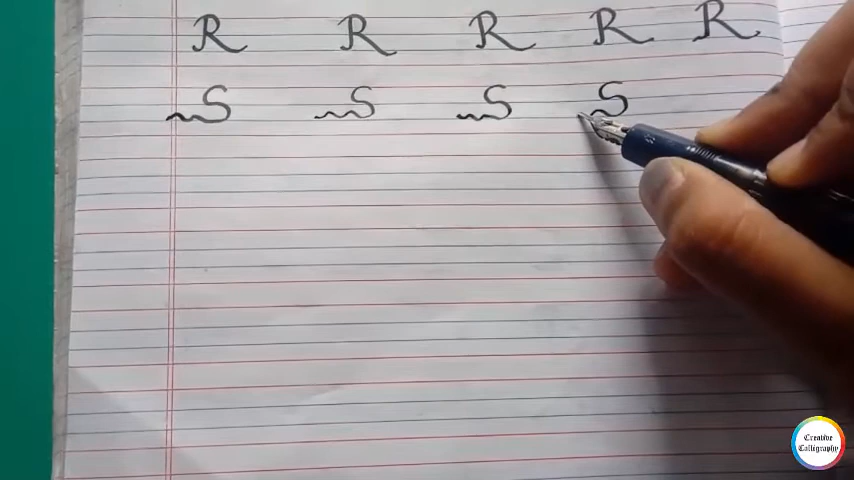 R R R R R
S S S S
Creative
Calligraphy